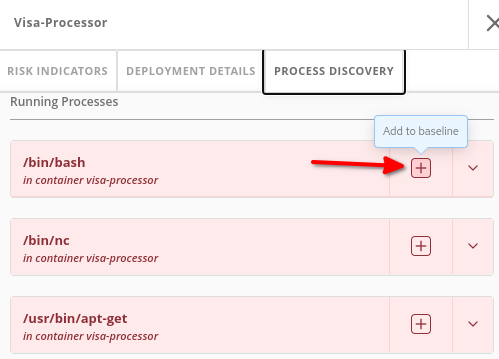 Visa-Processor
RISK INDICATORS
DEPLOYMENT DETAILS
PROCESS DISCOVERY
Running Processes
Add to baseline
/bin/bash
in container visa-processor
/bin/nc
in container visa-processor
/usr/bin/apt-get
in container visa-processor